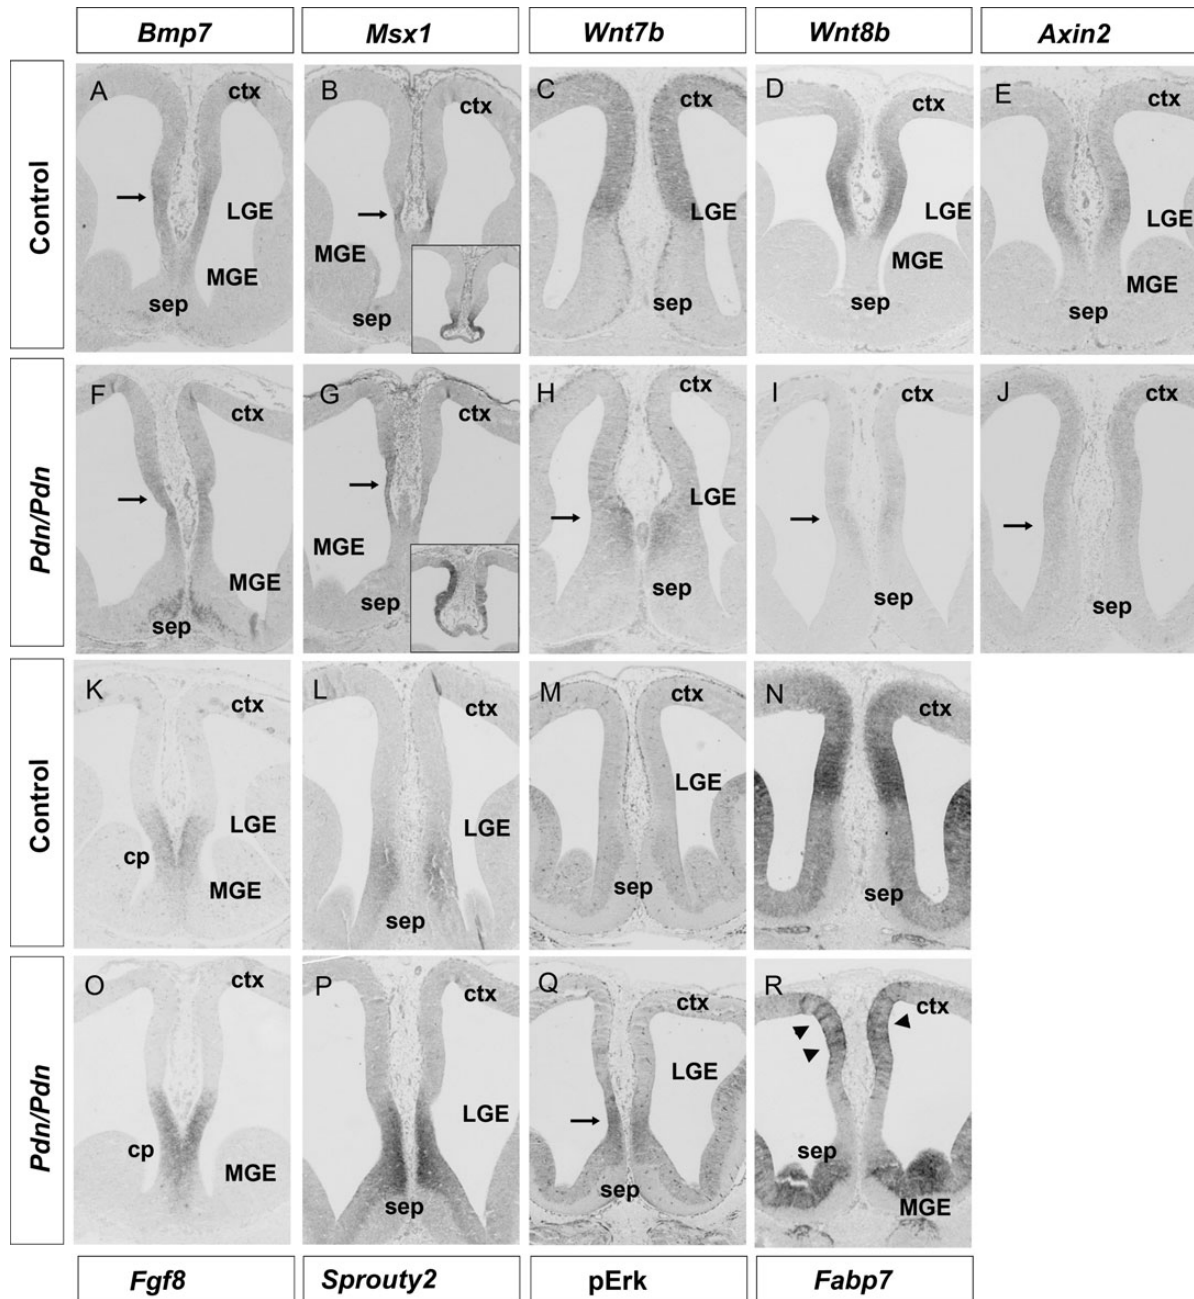 Bmp7 Msx1 Wnt7b Wnt8b Axin2
Control
A ctx LGE MGE sep
B ctx MGE sep
C ctx LGE sep
D ctx LGE MGE sep
E ctx LGE MGE sep
Pdn/Pdn
F ctx MGE sep
G ctx MGE sep
H ctx LGE sep
I ctx sep
J ctx sep
Control
K ctx LGE cp MGE
L ctx LGE sep
M ctx LGE sep
N ctx sep
Pdn/Pdn
O ctx cp MGE
P ctx LGE sep
Q ctx LGE sep
R ctx sep MGE
Fgf8 Sprouty2 pErk Fabp7